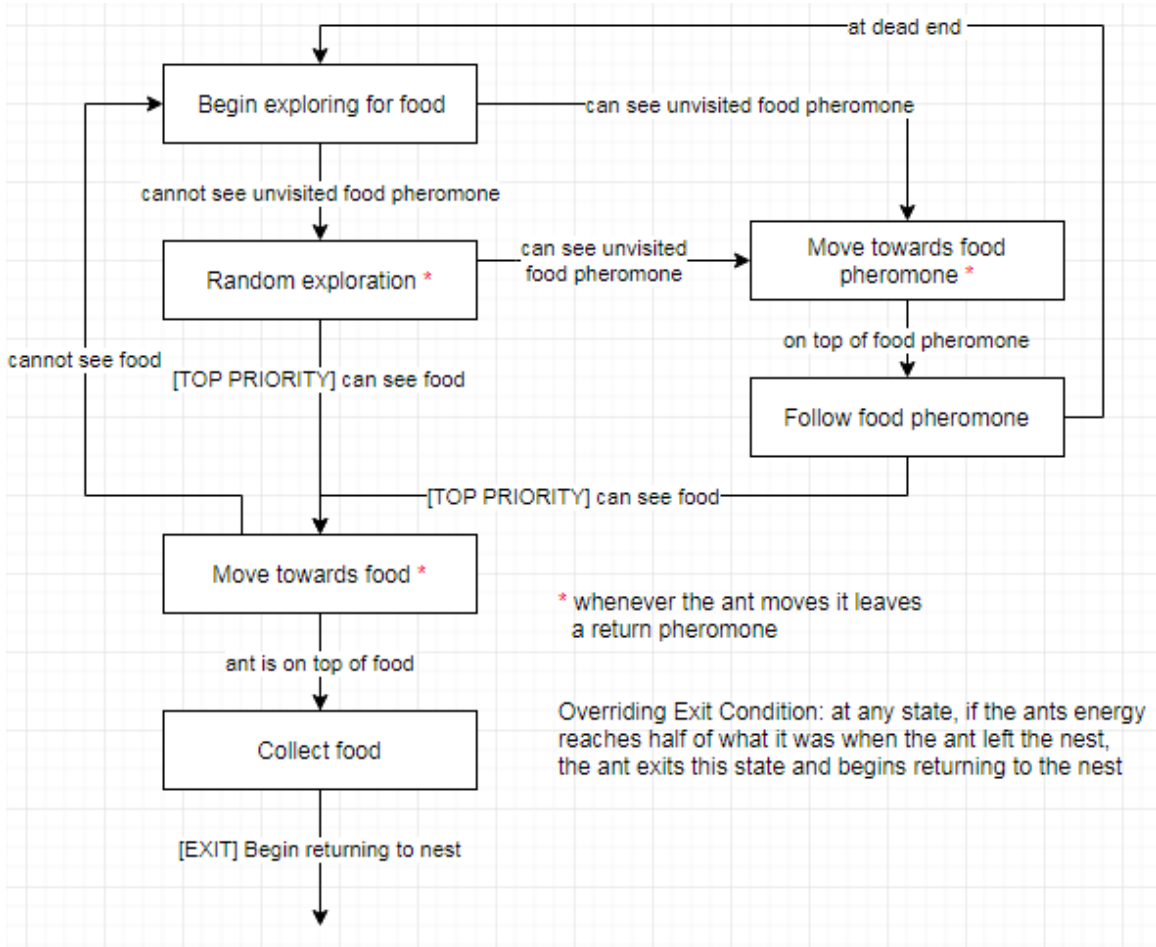 at dead end
Begin exploring for food
can see unvisited food pheromone
cannot see unvisited food pheromone
Random exploration *
can see unvisited
food pheromone
Move towards food
pheromone *
on top of food pheromone
cannot see food
[TOP PRIORITY] can see food
Follow food pheromone
[TOP PRIORITY] can see food
Move towards food *
* whenever the ant moves it leaves
a return pheromone
ant is on top of food
Overriding Exit Condition: at any state, if the ants energy
reaches half of what it was when the ant left the nest,
the ant exits this state and begins returning to the nest
Collect food
[EXIT] Begin returning to nest